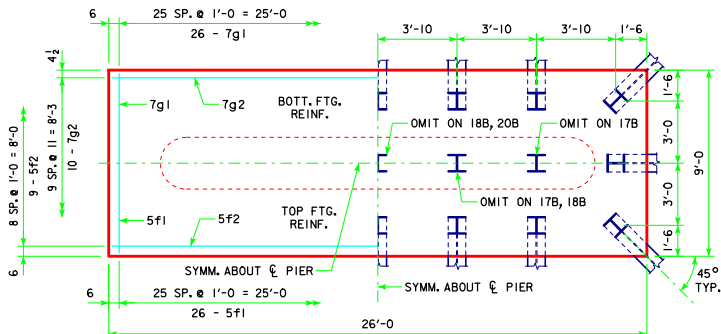 6
25 SP.@ 1'-0 = 25'-0
26 - 7g1
3'-10
3'-10
3'-10
1'-6
4½
7g1
7g2
BOTT. FTG.
REINF.
1'-6
OMIT ON 18B, 20B
OMIT ON 17B
8 SP.@ 1'-0 = 8'-0
9 - 5f2
9 SP.@ 11 = 8'-3
10 - 7g2
3'-0
9'-0
OMIT ON 17B, 18B
3'-0
5f1
5f2
TOP FTG.
REINF.
1'-6
6
SYMM. ABOUT ℄ PIER
SYMM. ABOUT ℄ PIER
45°
TYP.
6
25 SP.@ 1'-0 = 25'-0
26 - 5f1
26'-0